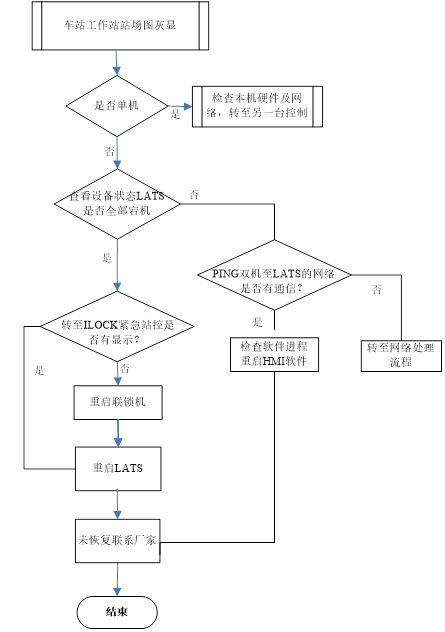 车站工作站站场图灰显
是否单机
是
检查本机硬件及网
络，转至另一台控制
否
查看设备状态LATS
是否全部宕机
否
是
PING双机至LATS的网络
是否有通信？
否
是
转至ILOCK紧急站控是
否有显示？
检查软件进程
重启HMI软件
转至网络处理
流程
是
否
重启联锁机
重启LATS
未恢复联系厂家
结束